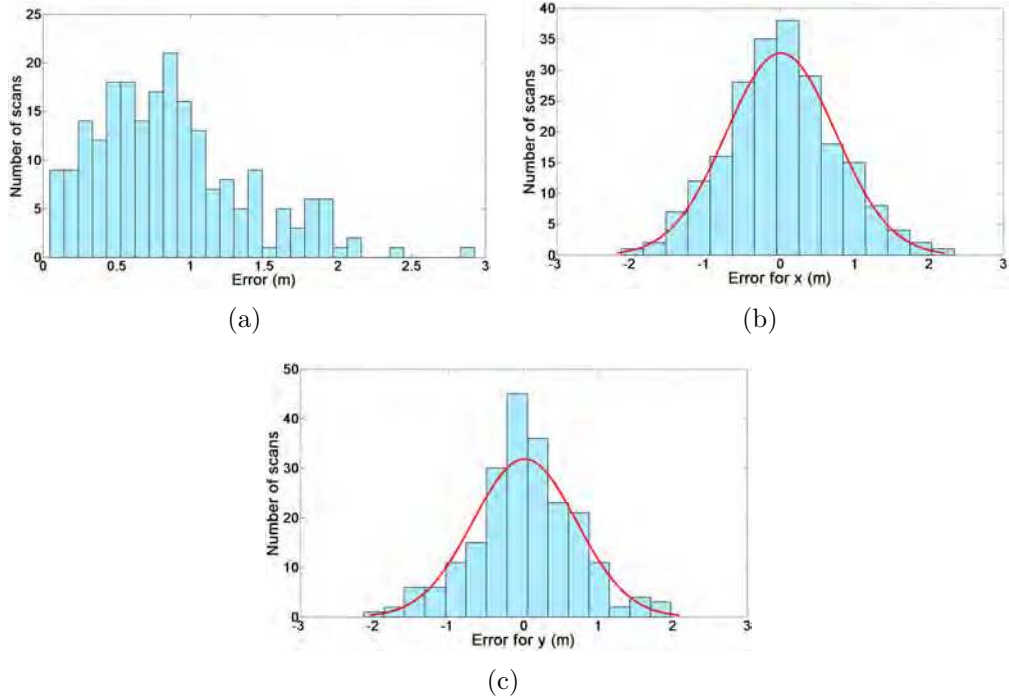 25
20
15
10
5
0
Number of scans
0 0.5 1 1.5 2 2.5 3
Error (m)
(a)
40
35
30
25
20
15
10
5
0
Number of scans
-3 -2 -1 0 1 2 3
Error for x (m)
(b)
50
40
30
20
10
0
Number of scans
-3 -2 -1 0 1 2 3
Error for y (m)
(c)